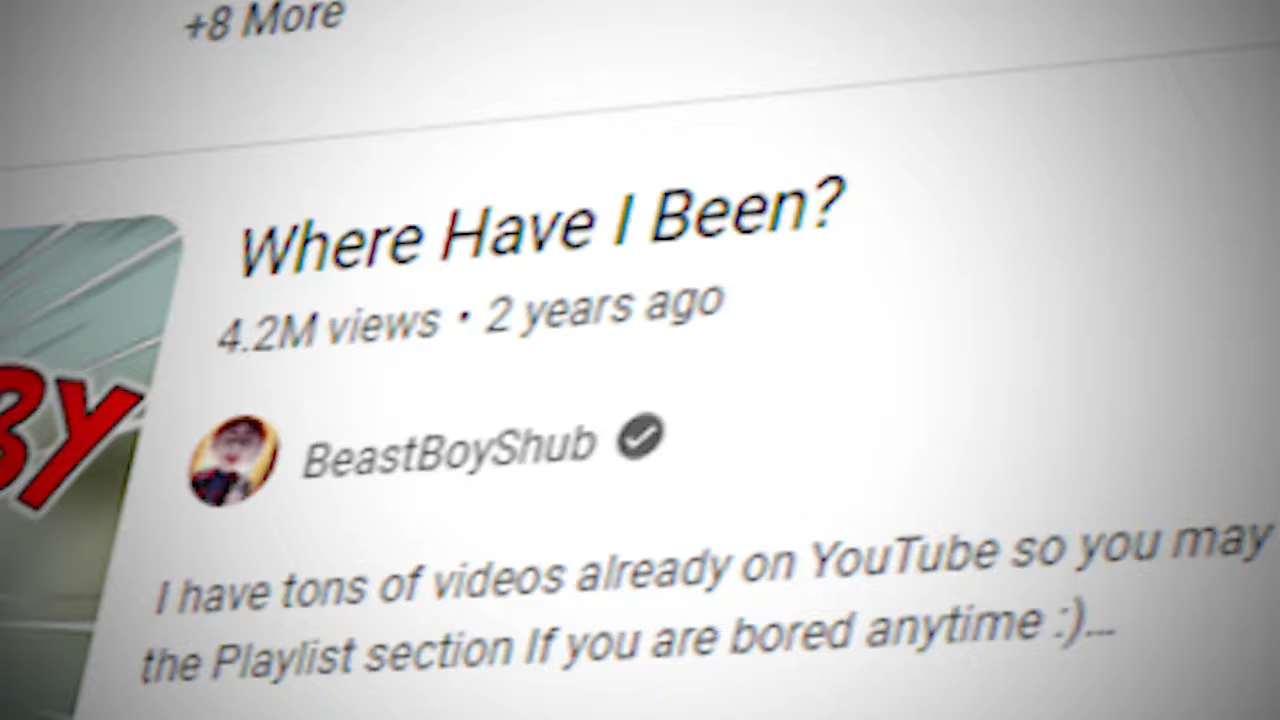 +8 More
Where Have I Been?
4.2M views • 2 years ago
BY
BeastBoyShub
I have tons of videos already on YouTube so you may
the Playlist section If you are bored anytime :)...